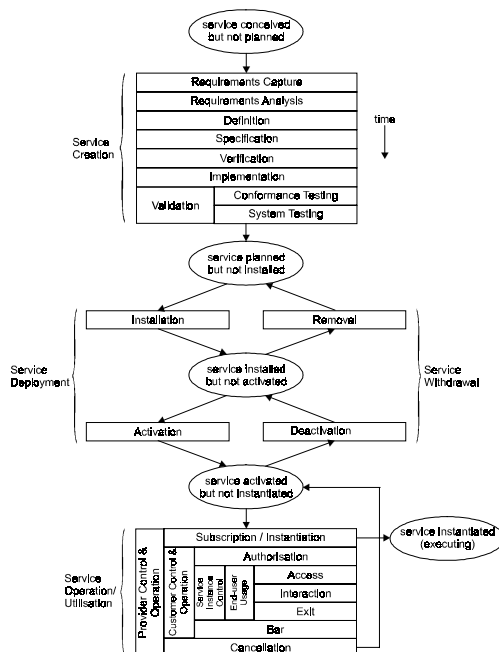 service conceived
but not planned
Requirements Capture
Requirements Analysis
Definition
Specification
Verification
Implementation
Validation
Conformance Testing
System Testing
Service
Creation
time
service planned
but not installed
Installation
Removal
service installed
but not activated
Service
Deployment
Service
Withdrawal
Activation
Deactivation
service activated
but not instantiated
Subscription / Instantiation
service instantiated
(executing)
Authorisation
Access
Interaction
Exit
Bar
Cancellation
Service
Operation/
Utilisation
Provider Control &
Operation
Customer Control &
Operation
Service
Instance
Control
End-user
Usage